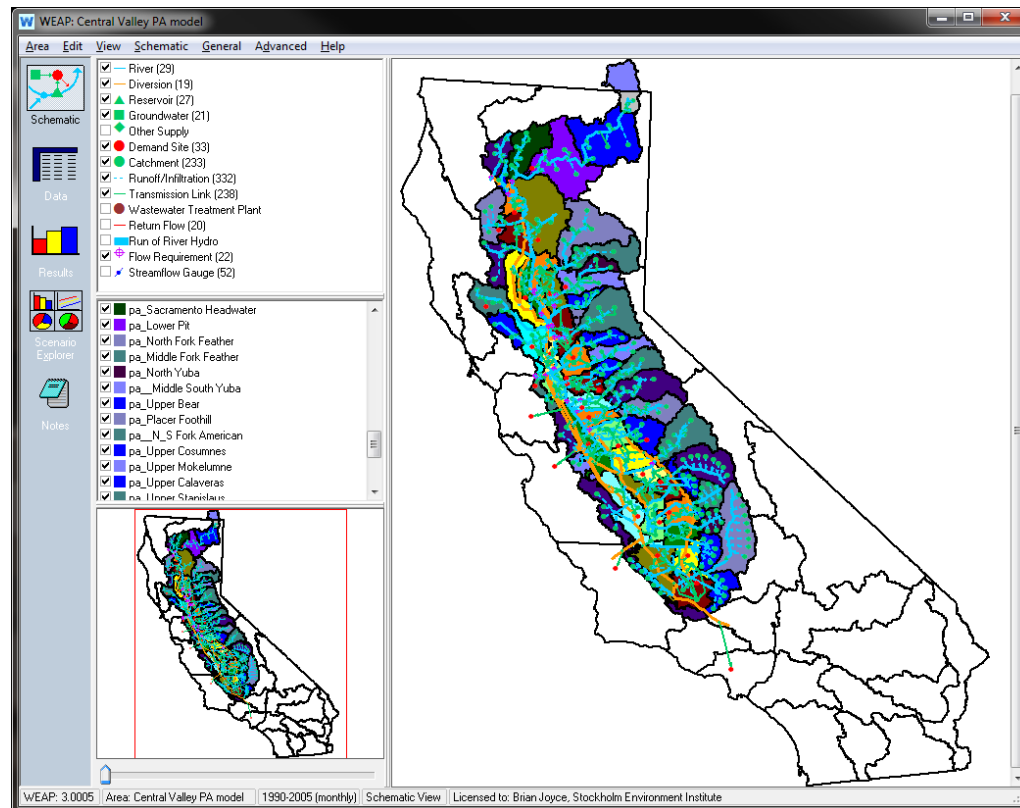 WEAP: Central Valley PA model
Area Edit View Schematic General Advanced Help
Schematic
Data
Results
Scenario
Explorer
Notes
River (29)
Diversion (19)
Reservoir (27)
Groundwater (21)
Other Supply
Demand Site (33)
Catchment (233)
Runoff/Infiltration (332)
Transmission Link (238)
Wastewater Treatment Plant
Return Flow (20)
Run of River Hydro
Flow Requirement (22)
Streamflow Gauge (52)
pa_Sacramento Headwater
pa_Lower Pit
pa_North Fork Feather
pa_Middle Fork Feather
pa_North Yuba
pa__Middle South Yuba
pa_Upper Bear
pa_Placer Foothill
pa__N_S Fork American
pa_Upper Cosumnes
pa_Upper Mokelumne
pa_Upper Calaveras
pa_Upper Stanislaus
WEAP: 3.0005 Area: Central Valley PA model 1990-2005 (monthly) Schematic View Licensed to: Brian Joyce, Stockholm Environment Institute